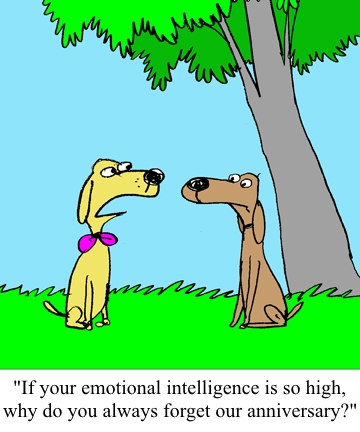 "If your emotional intelligence is so high,
why do you always forget our anniversary?"